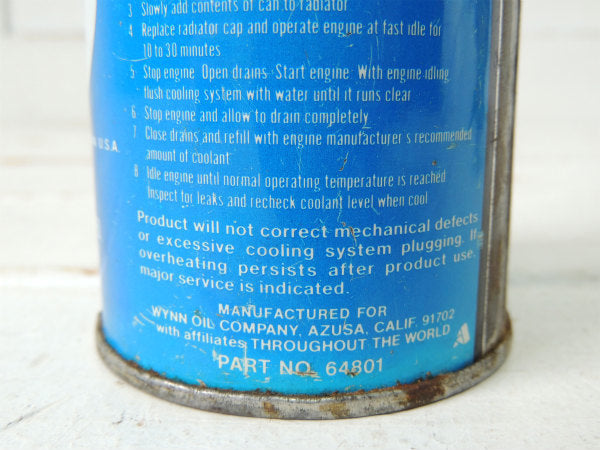 3 Slowly add contents of can to radiator
4 Replace radiator cap and operate engine at fast idle for
10 to 30 minutes
5 Stop engine Open drains Start engine With engine idling
flush cooling system with water until it runs clear
6 Stop engine and allow to drain completely
7 Close drains and refill with engine manufacturer s recommended
amount of coolant
8 Idle engine until normal operating temperature is reached
Inspect for leaks and recheck coolant level when cool
U.S.A.
Product will not correct mechanical defects
or excessive cooling system plugging. If
overheating persists after product use,
major service is indicated.
MANUFACTURED FOR
WYNN OIL COMPANY, AZUSA, CALIF. 91702
with affiliates THROUGHOUT THE WORLD
PART NO. 64801